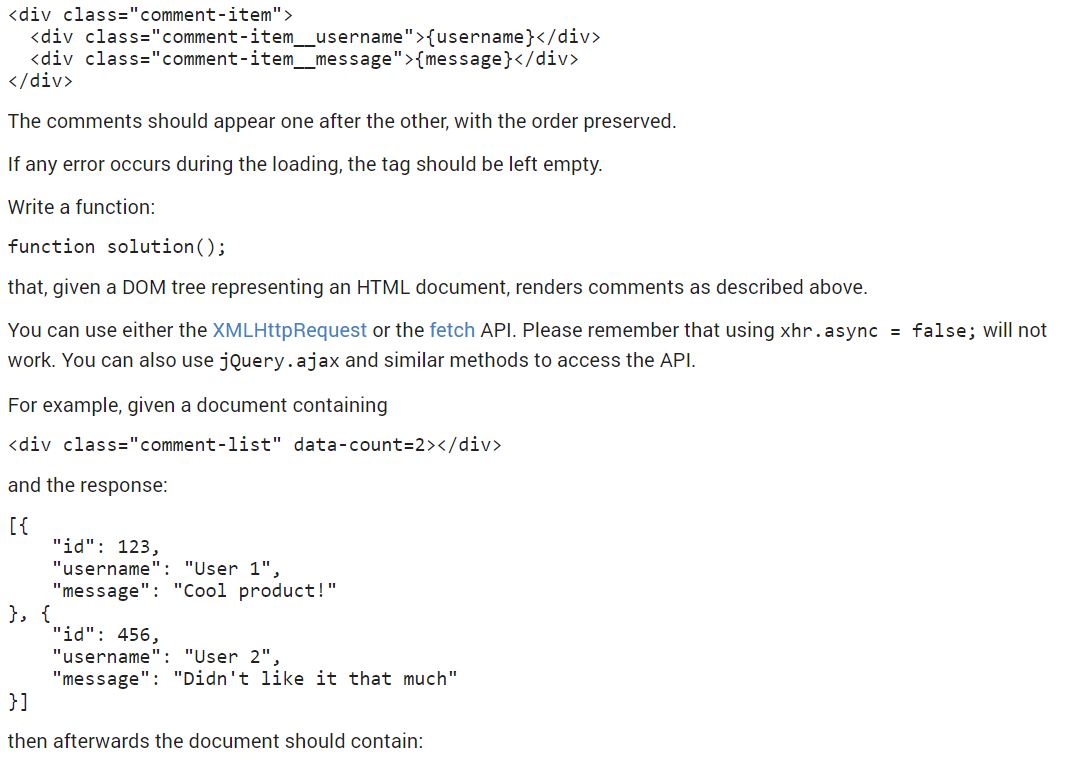 <div class="comment-item">
  <div class="comment-item__username">{username}</div>
  <div class="comment-item__message">{message}</div>
</div>
The comments should appear one after the other, with the order preserved.
If any error occurs during the loading, the tag should be left empty.
Write a function:
function solution();
that, given a DOM tree representing an HTML document, renders comments as described above.
You can use either the XMLHttpRequest or the fetch API. Please remember that using xhr.async = false; will not
work. You can also use jQuery.ajax and similar methods to access the API.
For example, given a document containing
<div class="comment-list" data-count=2></div>
and the response:
[{
    "id": 123,
    "username": "User 1",
    "message": "Cool product!"
}, {
    "id": 456,
    "username": "User 2",
    "message": "Didn't like it that much"
}]
then afterwards the document should contain: